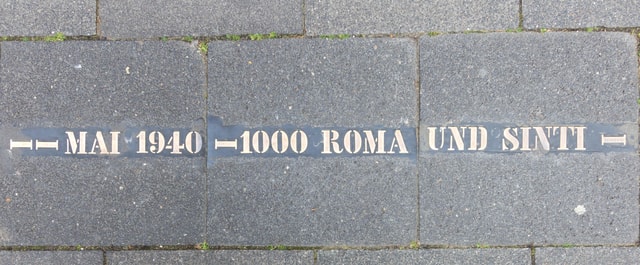 MAI 1940 – 1000 ROMA UND SINTI